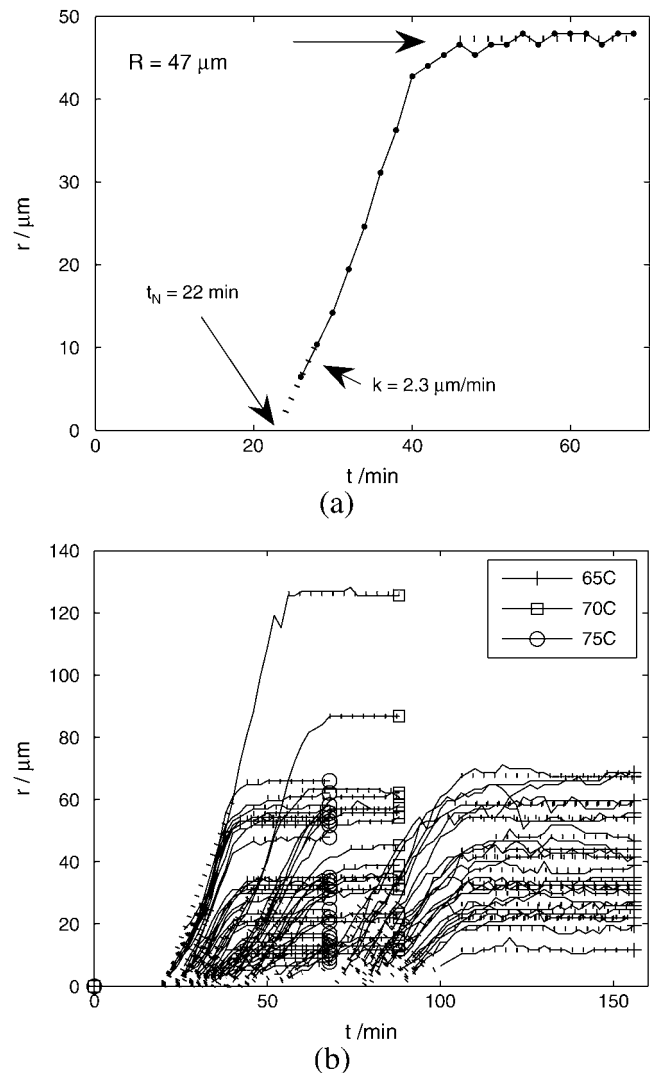 50
40
30
20
10
0
r / μm
R = 47 μm
t_N = 22 min
k = 2.3 μm/min
0
20
40
60
t /min
(a)
140
120
100
80
60
40
20
0
r / μm
65C
70C
75C
0
50
100
150
t /min
(b)